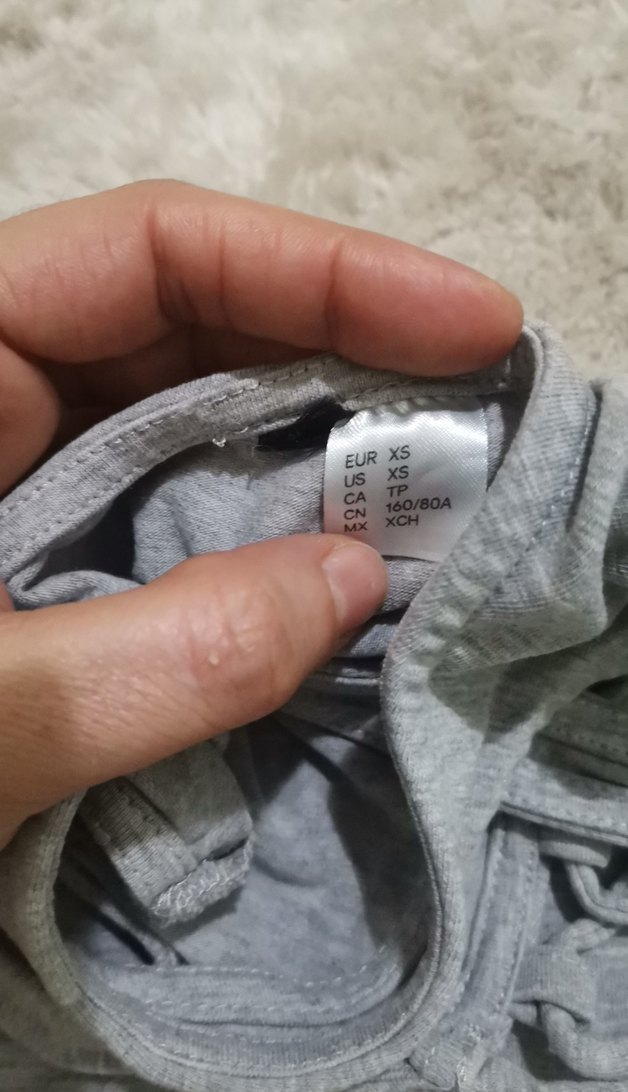 EUR XS
US XS
CA TP
CN 160/80A
MX XCH